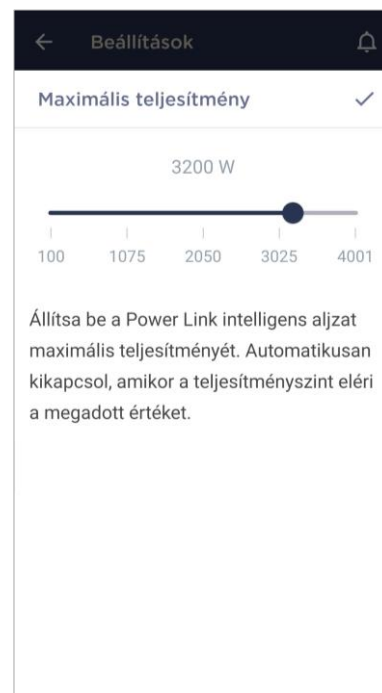 Beállítások
Maximális teljesítmény
3200 W
100 1075 2050 3025 4001
Állítsa be a Power Link intelligens aljzat
maximális teljesítményét. Automatikusan
kikapcsol, amikor a teljesítményszint eléri
a megadott értéket.